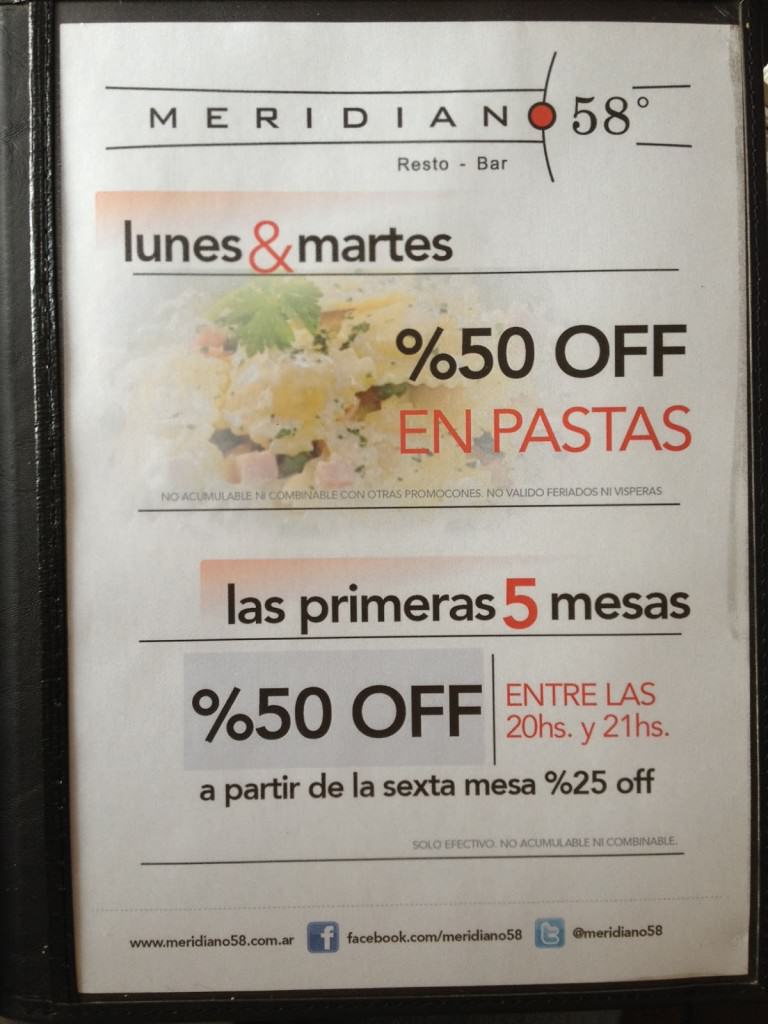 MERIDIANO 58°
Resto - Bar
lunes & martes
%50 OFF
EN PASTAS
NO ACUMULABLE NI COMBINABLE CON OTRAS PROMOCONES. NO VALIDO FERIADOS NI VISPERAS
las primeras 5 mesas
%50 OFF
ENTRE LAS
20hs. y 21hs.
a partir de la sexta mesa %25 off
SOLO EFECTIVO. NO ACUMULABLE NI COMBINABLE.
www.meridiano58.com.ar facebook.com/meridiano58 @meridiano58